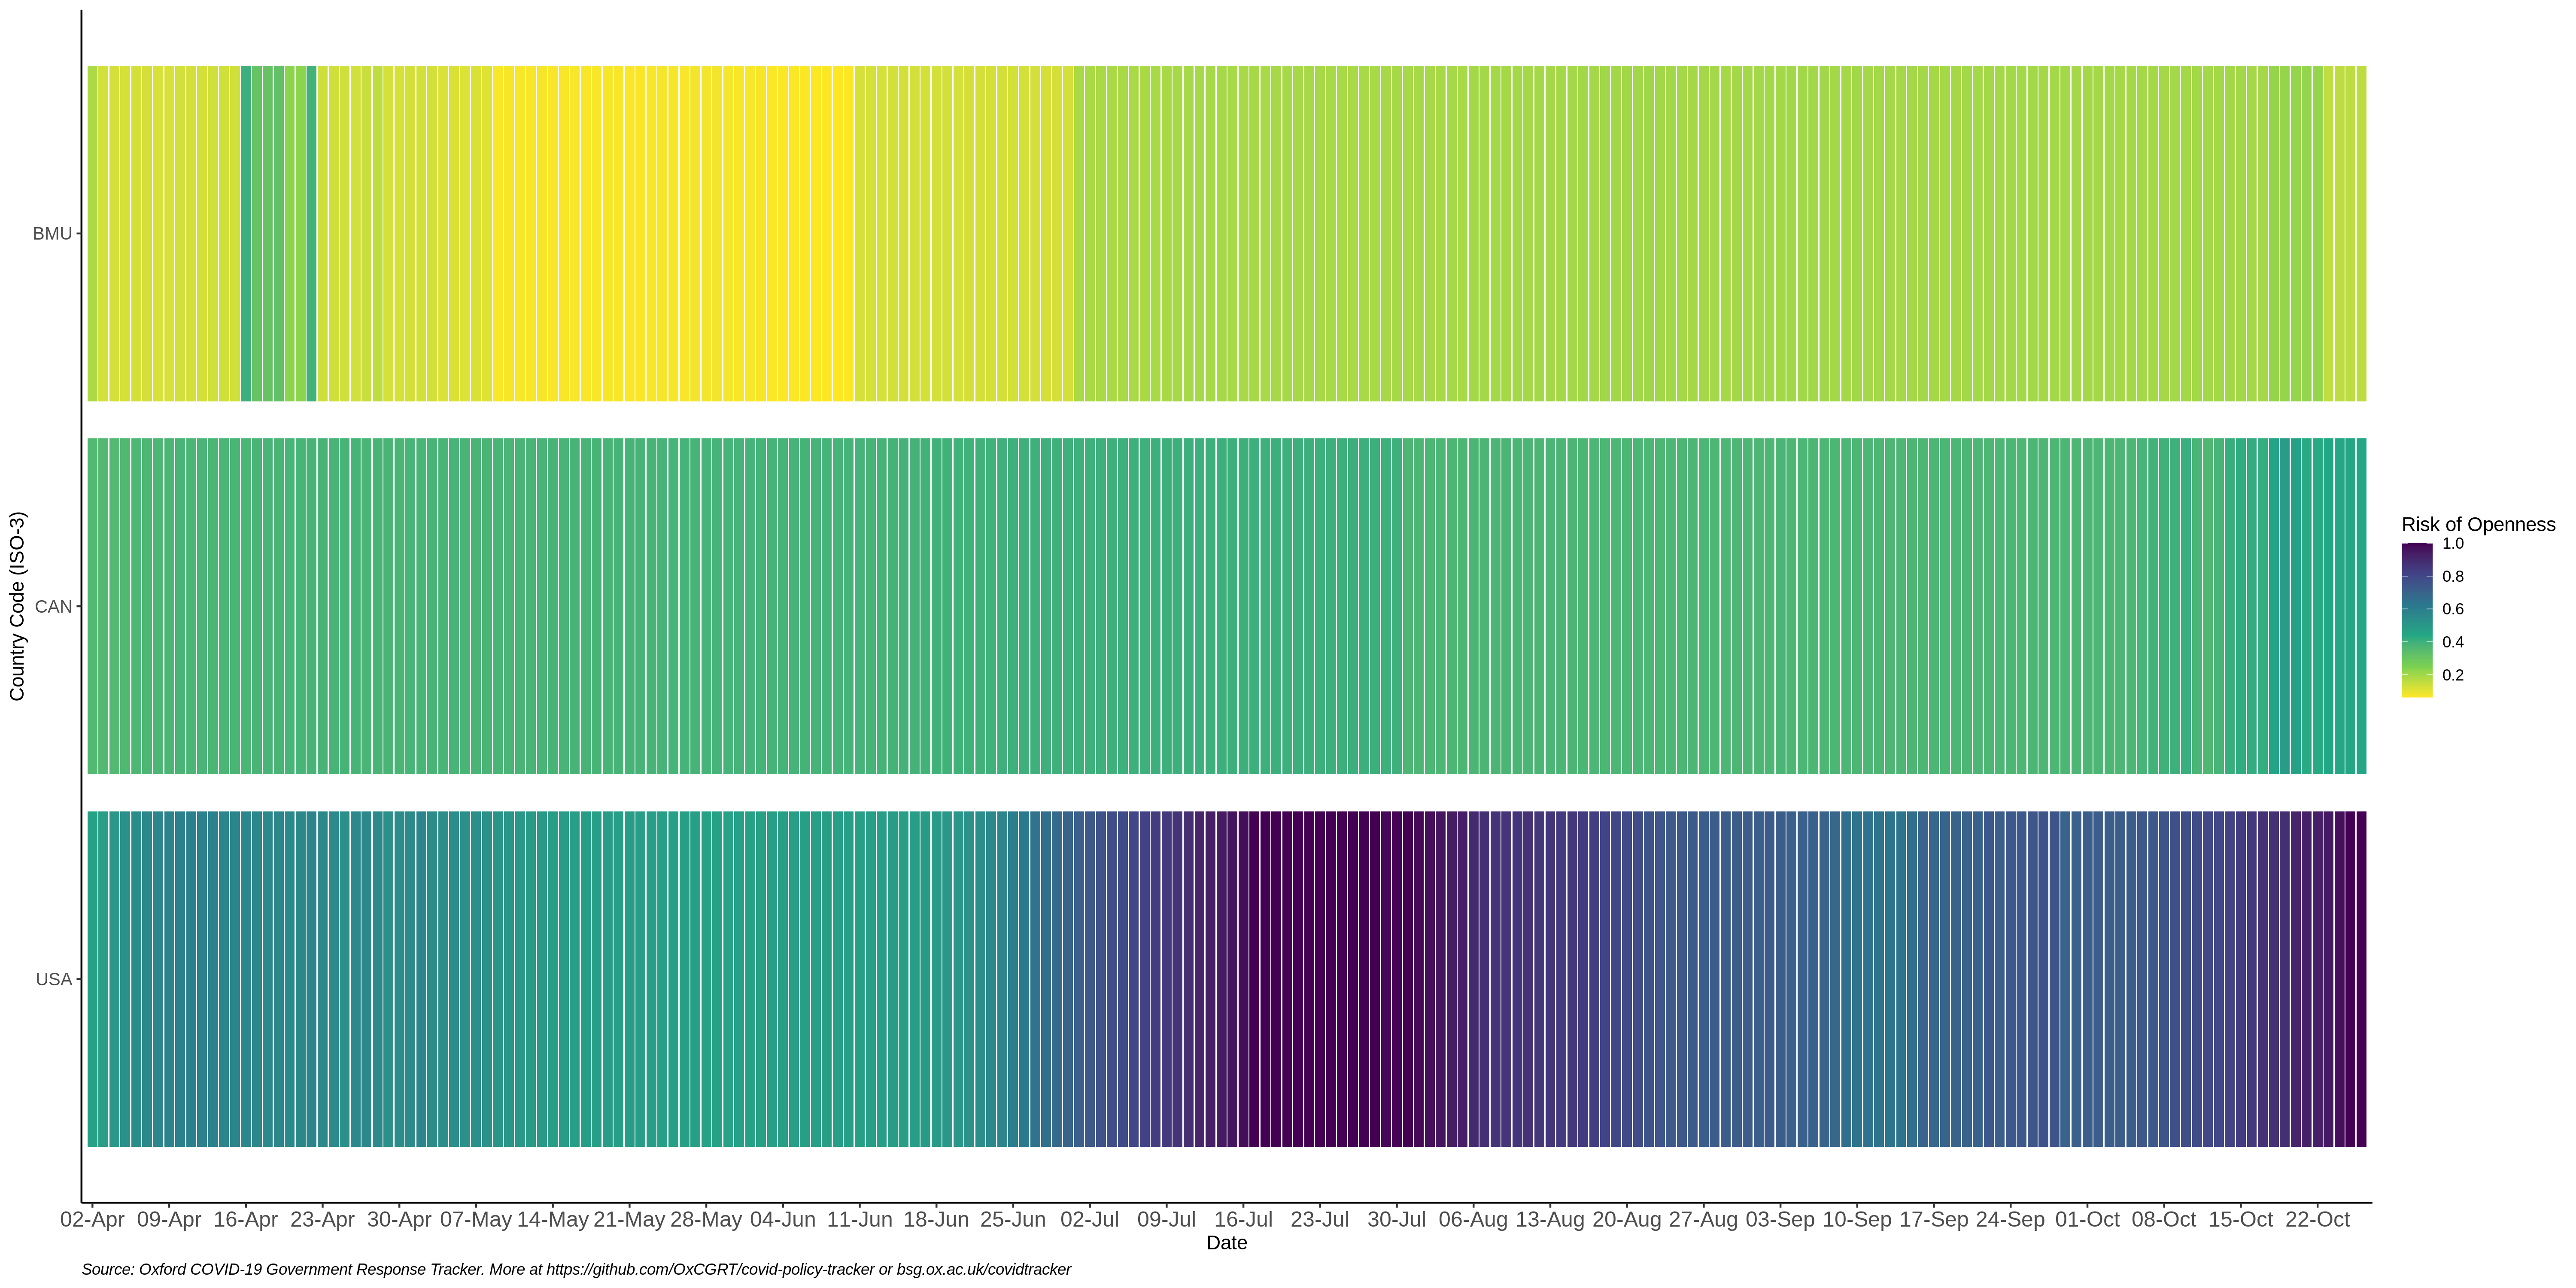 BMU
CAN
USA
Country Code (ISO-3)
Risk of Openness
1.0
0.8
0.6
0.4
0.2
02-Apr 09-Apr 16-Apr 23-Apr 30-Apr 07-May 14-May 21-May 28-May 04-Jun 11-Jun 18-Jun 25-Jun 02-Jul 09-Jul 16-Jul 23-Jul 30-Jul 06-Aug 13-Aug 20-Aug 27-Aug 03-Sep 10-Sep 17-Sep 24-Sep 01-Oct 08-Oct 15-Oct 22-Oct
Date
Source: Oxford COVID-19 Government Response Tracker. More at https://github.com/OxCGRT/covid-policy-tracker or bsg.ox.ac.uk/covidtracker